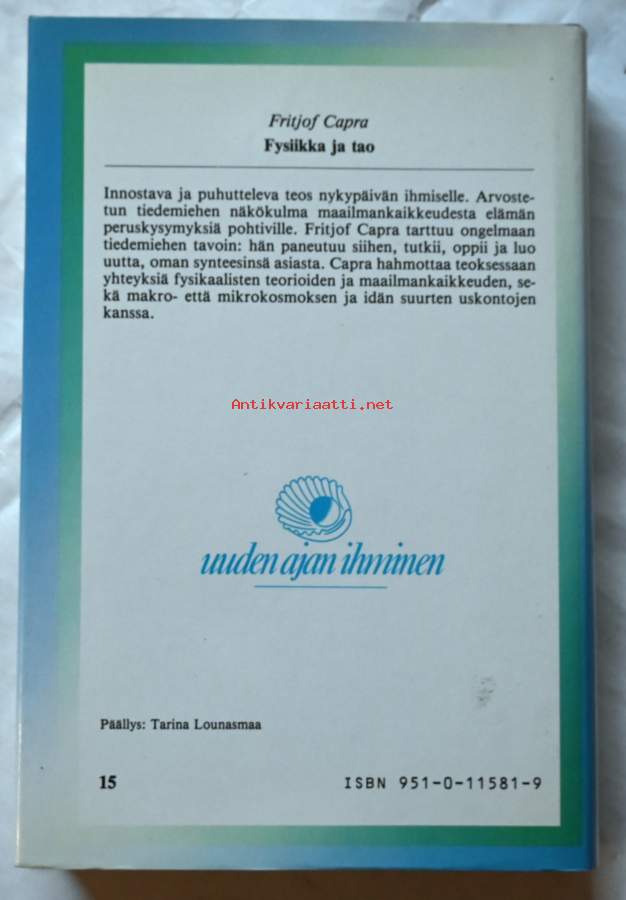 Fritjof Capra
Fysiikka ja tao
Innostava ja puhutteleva teos nykypäivän ihmiselle. Arvoste-
tun tiedemiehen näkökulma maailmankaikkeudesta elämän
peruskysymyksiä pohtiville. Fritjof Capra tarttuu ongelmaan
tiedemiehen tavoin: hän paneutuu siihen, tutkii, oppii ja luo
uutta, oman synteesinsä asiasta. Capra hahmottaa teoksessaan
yhteyksiä fysikaalisten teorioiden ja maailmankaikkeuden, se-
kä makro- että mikrokosmoksen ja idän suurten uskontojen
kanssa.
Antikvariaatti.net
uuden ajan ihminen
Päällys: Tarina Lounasmaa
15 ISBN 951-0-11581-9